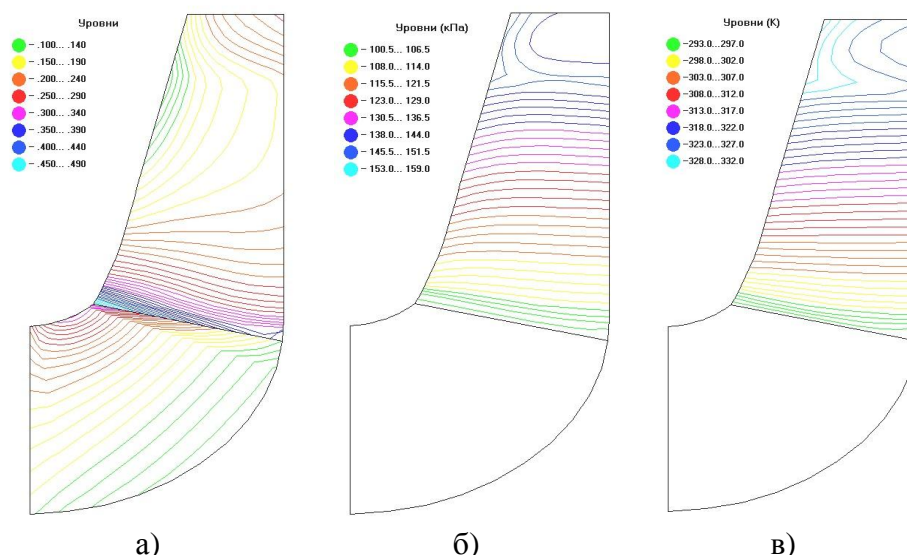 Уровни
– .100... .140
– .150... .190
– .200... .240
– .250... .290
– .300... .340
– .350... .390
– .400... .440
– .450... .490
Уровни (кПа)
– 100.5... 106.5
– 108.0... 114.0
– 115.5... 121.5
– 123.0... 129.0
– 130.5... 136.5
– 138.0... 144.0
– 145.5... 151.5
– 153.0... 159.0
Уровни (К)
–293.0...297.0
–298.0...302.0
–303.0...307.0
–308.0...312.0
–313.0...317.0
–318.0...322.0
–323.0...327.0
–328.0...332.0
а)
б)
в)